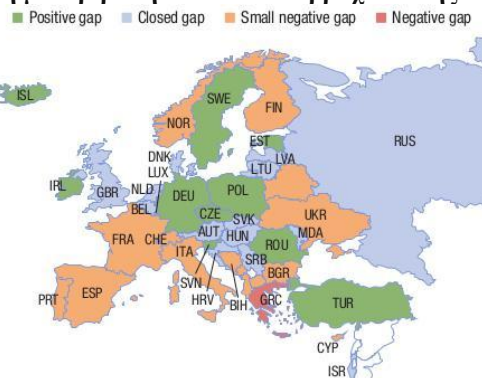 Positive gap Closed gap Small negative gap Negative gap
ISL
SWE
FIN
NOR
RUS
EST
DNK
LVA
LUX
LTU
IRL
GBR
NLD
BEL
DEU
POL
CZE
UKR
SVK
MDA
AUT
HUN
FRA
CHE
ROU
ITA
SRB
BGR
SVN
HRV
BIH
GRC
PRT
ESP
TUR
CYP
ISR